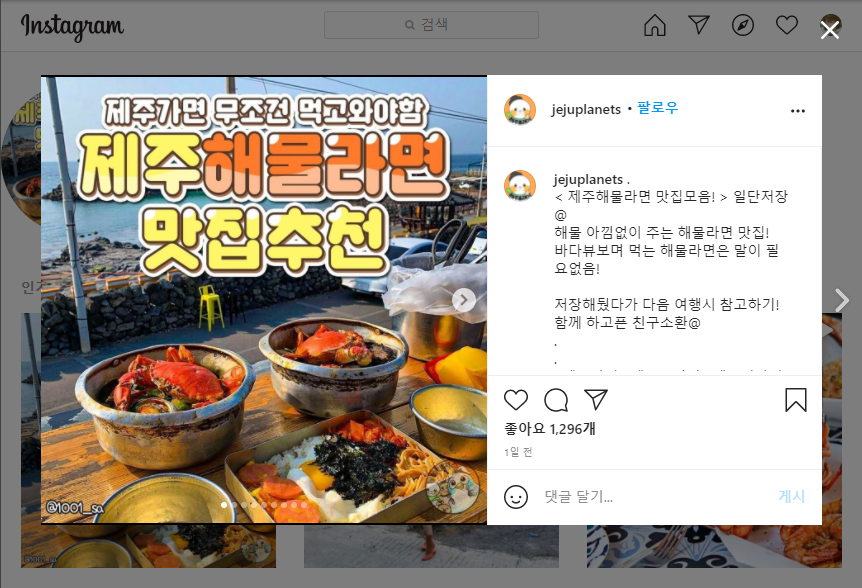 Instagram
검색
제주가면 무조건 먹고와야함
제주해물라면
맛집추천
@1001_sa
jejuplanets • 팔로우
jejuplanets .
< 제주해물라면 맛집모음! > 일단저장
@
해물 아낌없이 주는 해물라면 맛집!
바다뷰보며 먹는 해물라면은 말이 필
요없음!
저장해뒀다가 다음 여행시 참고하기!
함께 하고픈 친구소환@
.
.
좋아요 1,296개
1일 전
댓글 달기...
게시